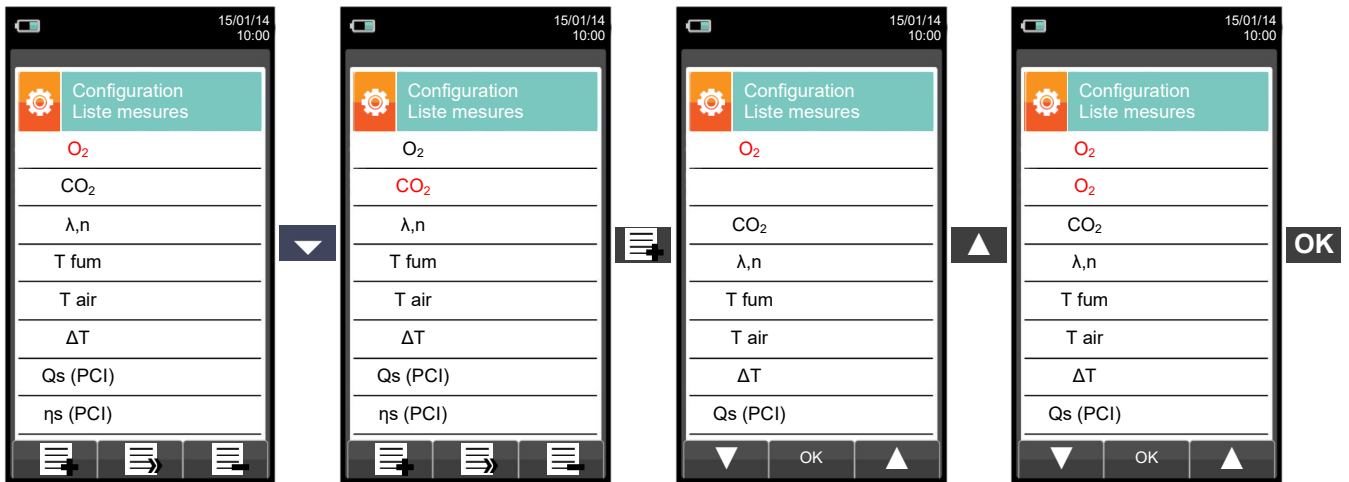 15/01/14
10:00
Configuration
Liste mesures
O₂
CO₂
λ,n
T fum
T air
ΔT
Qs (PCI)
ηs (PCI)
15/01/14
10:00
Configuration
Liste mesures
O₂
CO₂
λ,n
T fum
T air
ΔT
Qs (PCI)
ηs (PCI)
15/01/14
10:00
Configuration
Liste mesures
O₂
CO₂
λ,n
T fum
T air
ΔT
Qs (PCI)
OK
15/01/14
10:00
Configuration
Liste mesures
O₂
O₂
CO₂
λ,n
T fum
T air
ΔT
Qs (PCI)
OK
OK